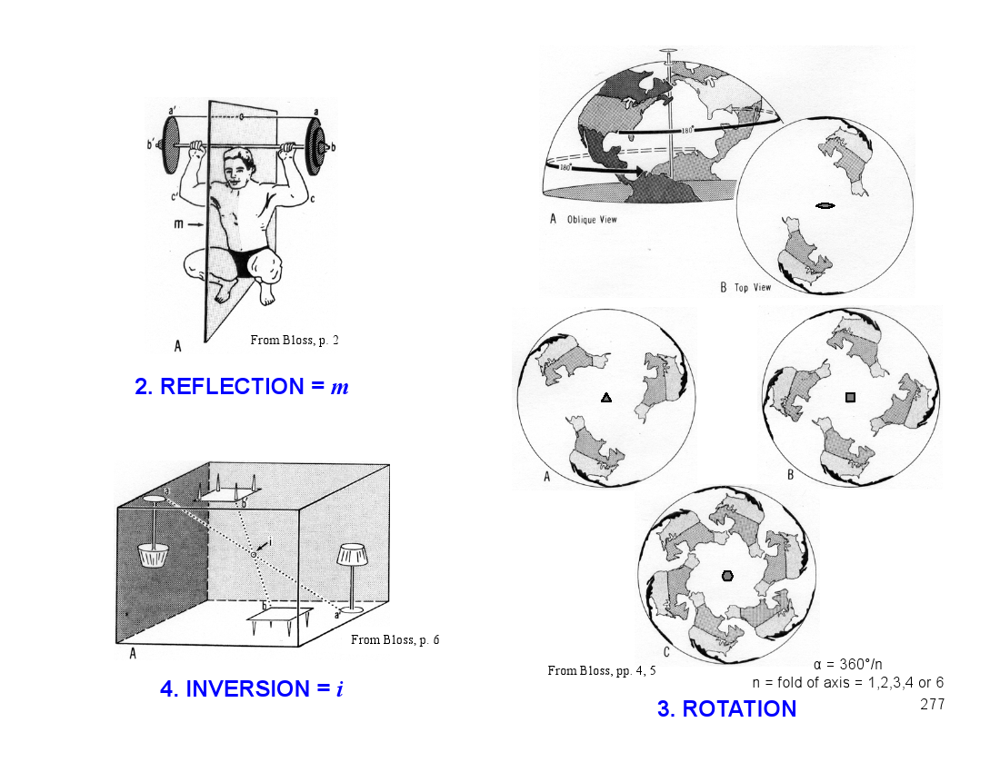 a'
a
b'
b
c'
c
m
A
From Bloss, p. 2
2. REFLECTION = m
a
b'
i
b
a'
A
From Bloss, p. 6
4. INVERSION = i
180°
180°
A Oblique View
B Top View
A
B
C
From Bloss, pp. 4, 5
α = 360°/n
n = fold of axis = 1,2,3,4 or 6
3. ROTATION
277